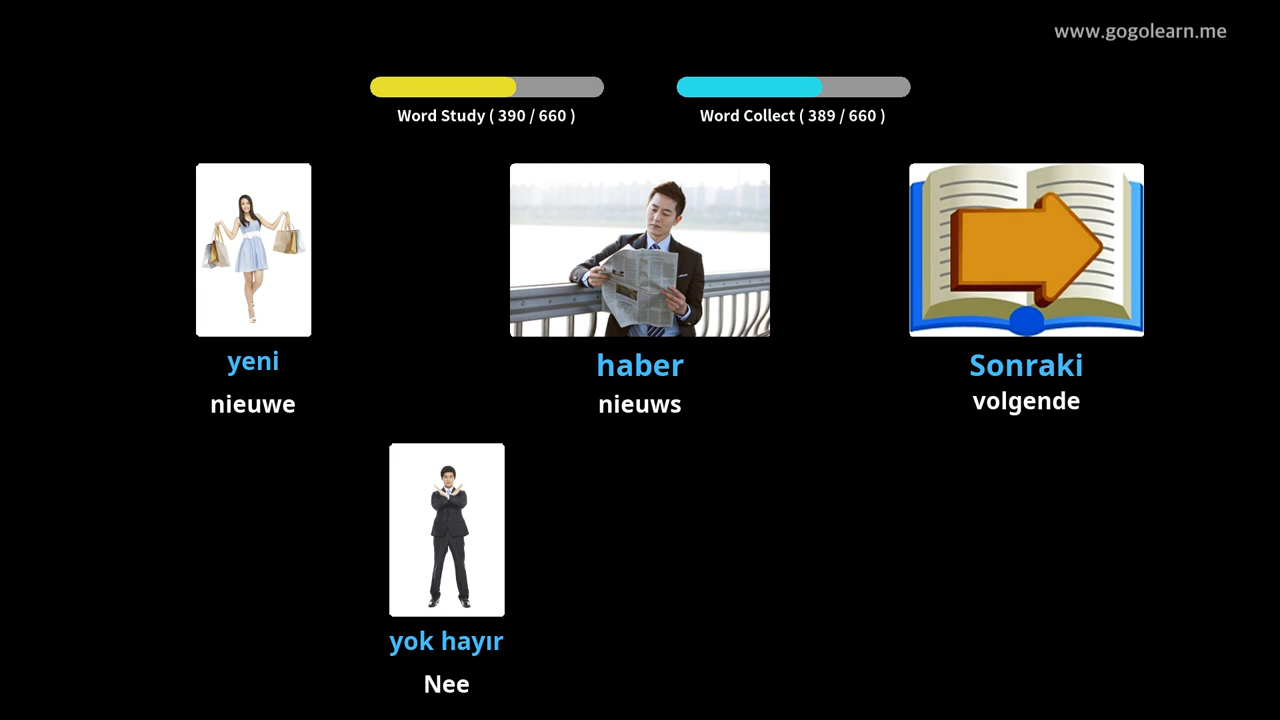 www.gogolearn.me
Word Study ( 390 / 660 )
Word Collect ( 389 / 660 )
yeni
nieuwe
haber
nieuws
Sonraki
volgende
yok hayır
Nee